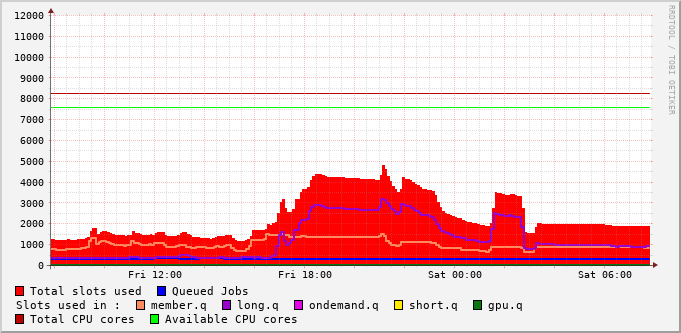 12000
11000
10000
9000
8000
7000
6000
5000
4000
3000
2000
1000
0
Fri 12:00 Fri 18:00 Sat 00:00 Sat 06:00
Total slots used Queued Jobs
Slots used in : member.q long.q ondemand.q short.q gpu.q
Total CPU cores Available CPU cores
RRDTOOL / TOBI OETIKER